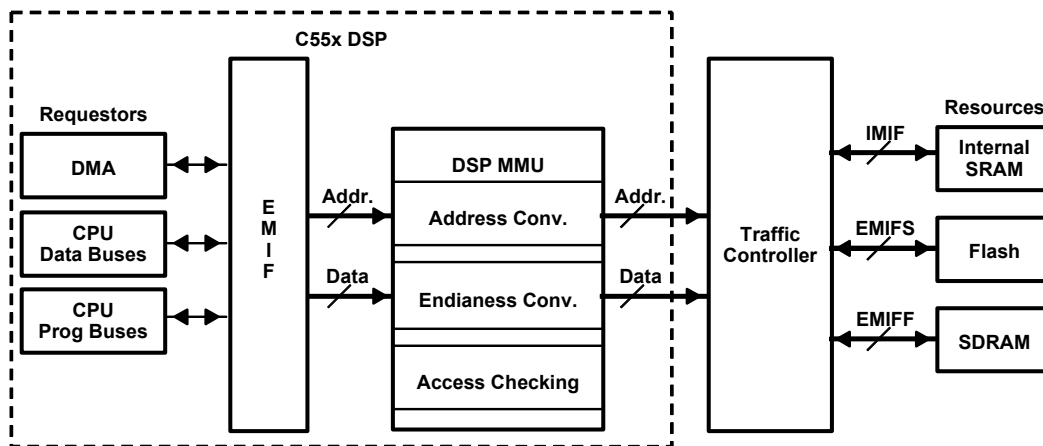 C55x DSP
Requestors
Resources
DMA
CPU
Data Buses
CPU
Prog Buses
E
M
I
F
Addr.
Data
DSP MMU
Address Conv.
Endianess Conv.
Access Checking
Addr.
Data
Traffic
Controller
IMIF
EMIFS
EMIFF
Internal
SRAM
Flash
SDRAM